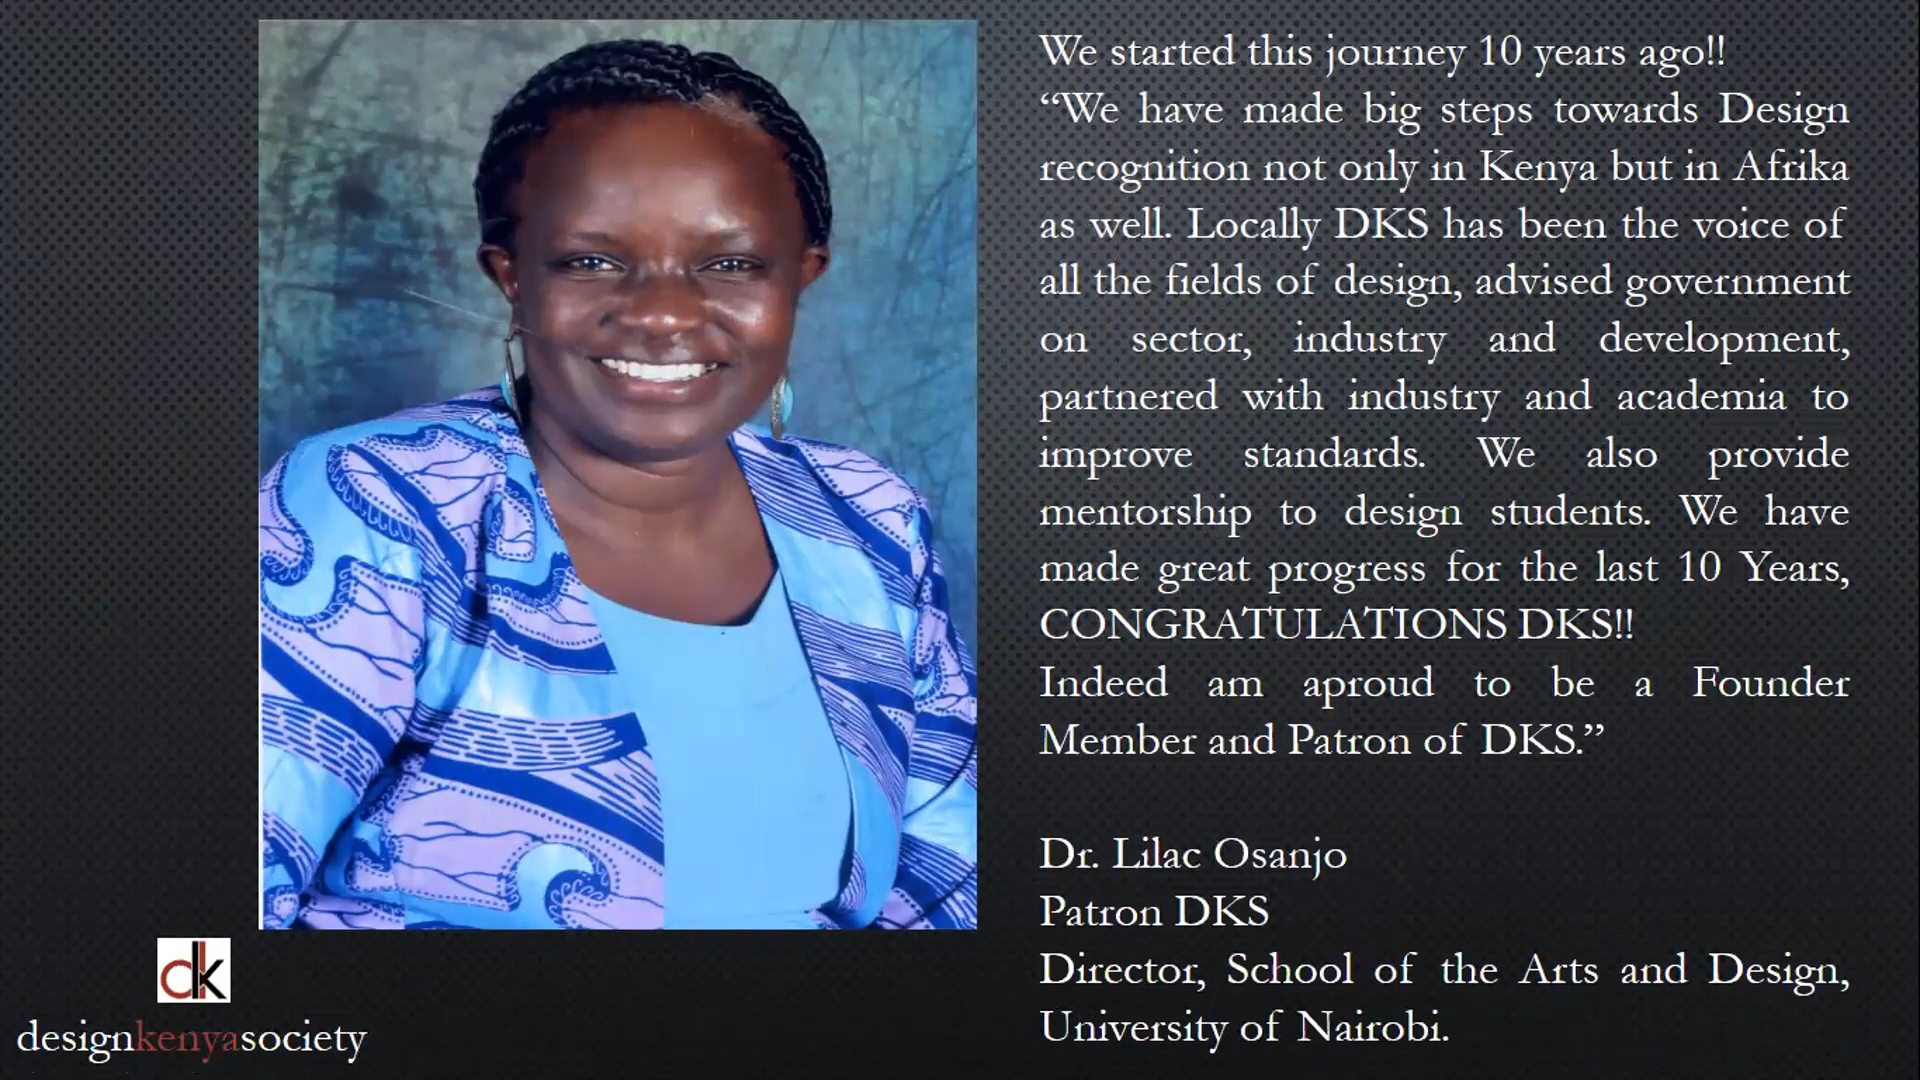 We started this journey 10 years ago!!
“We have made big steps towards Design
recognition not only in Kenya but in Afrika
as well. Locally DKS has been the voice of
all the fields of design, advised government
on sector, industry and development,
partnered with industry and academia to
improve standards. We also provide
mentorship to design students. We have
made great progress for the last 10 Years,
CONGRATULATIONS DKS!!
Indeed am aproud to be a Founder
Member and Patron of DKS.”
Dr. Lilac Osanjo
Patron DKS
Director, School of the Arts and Design,
University of Nairobi.
dk
designkenyasociety